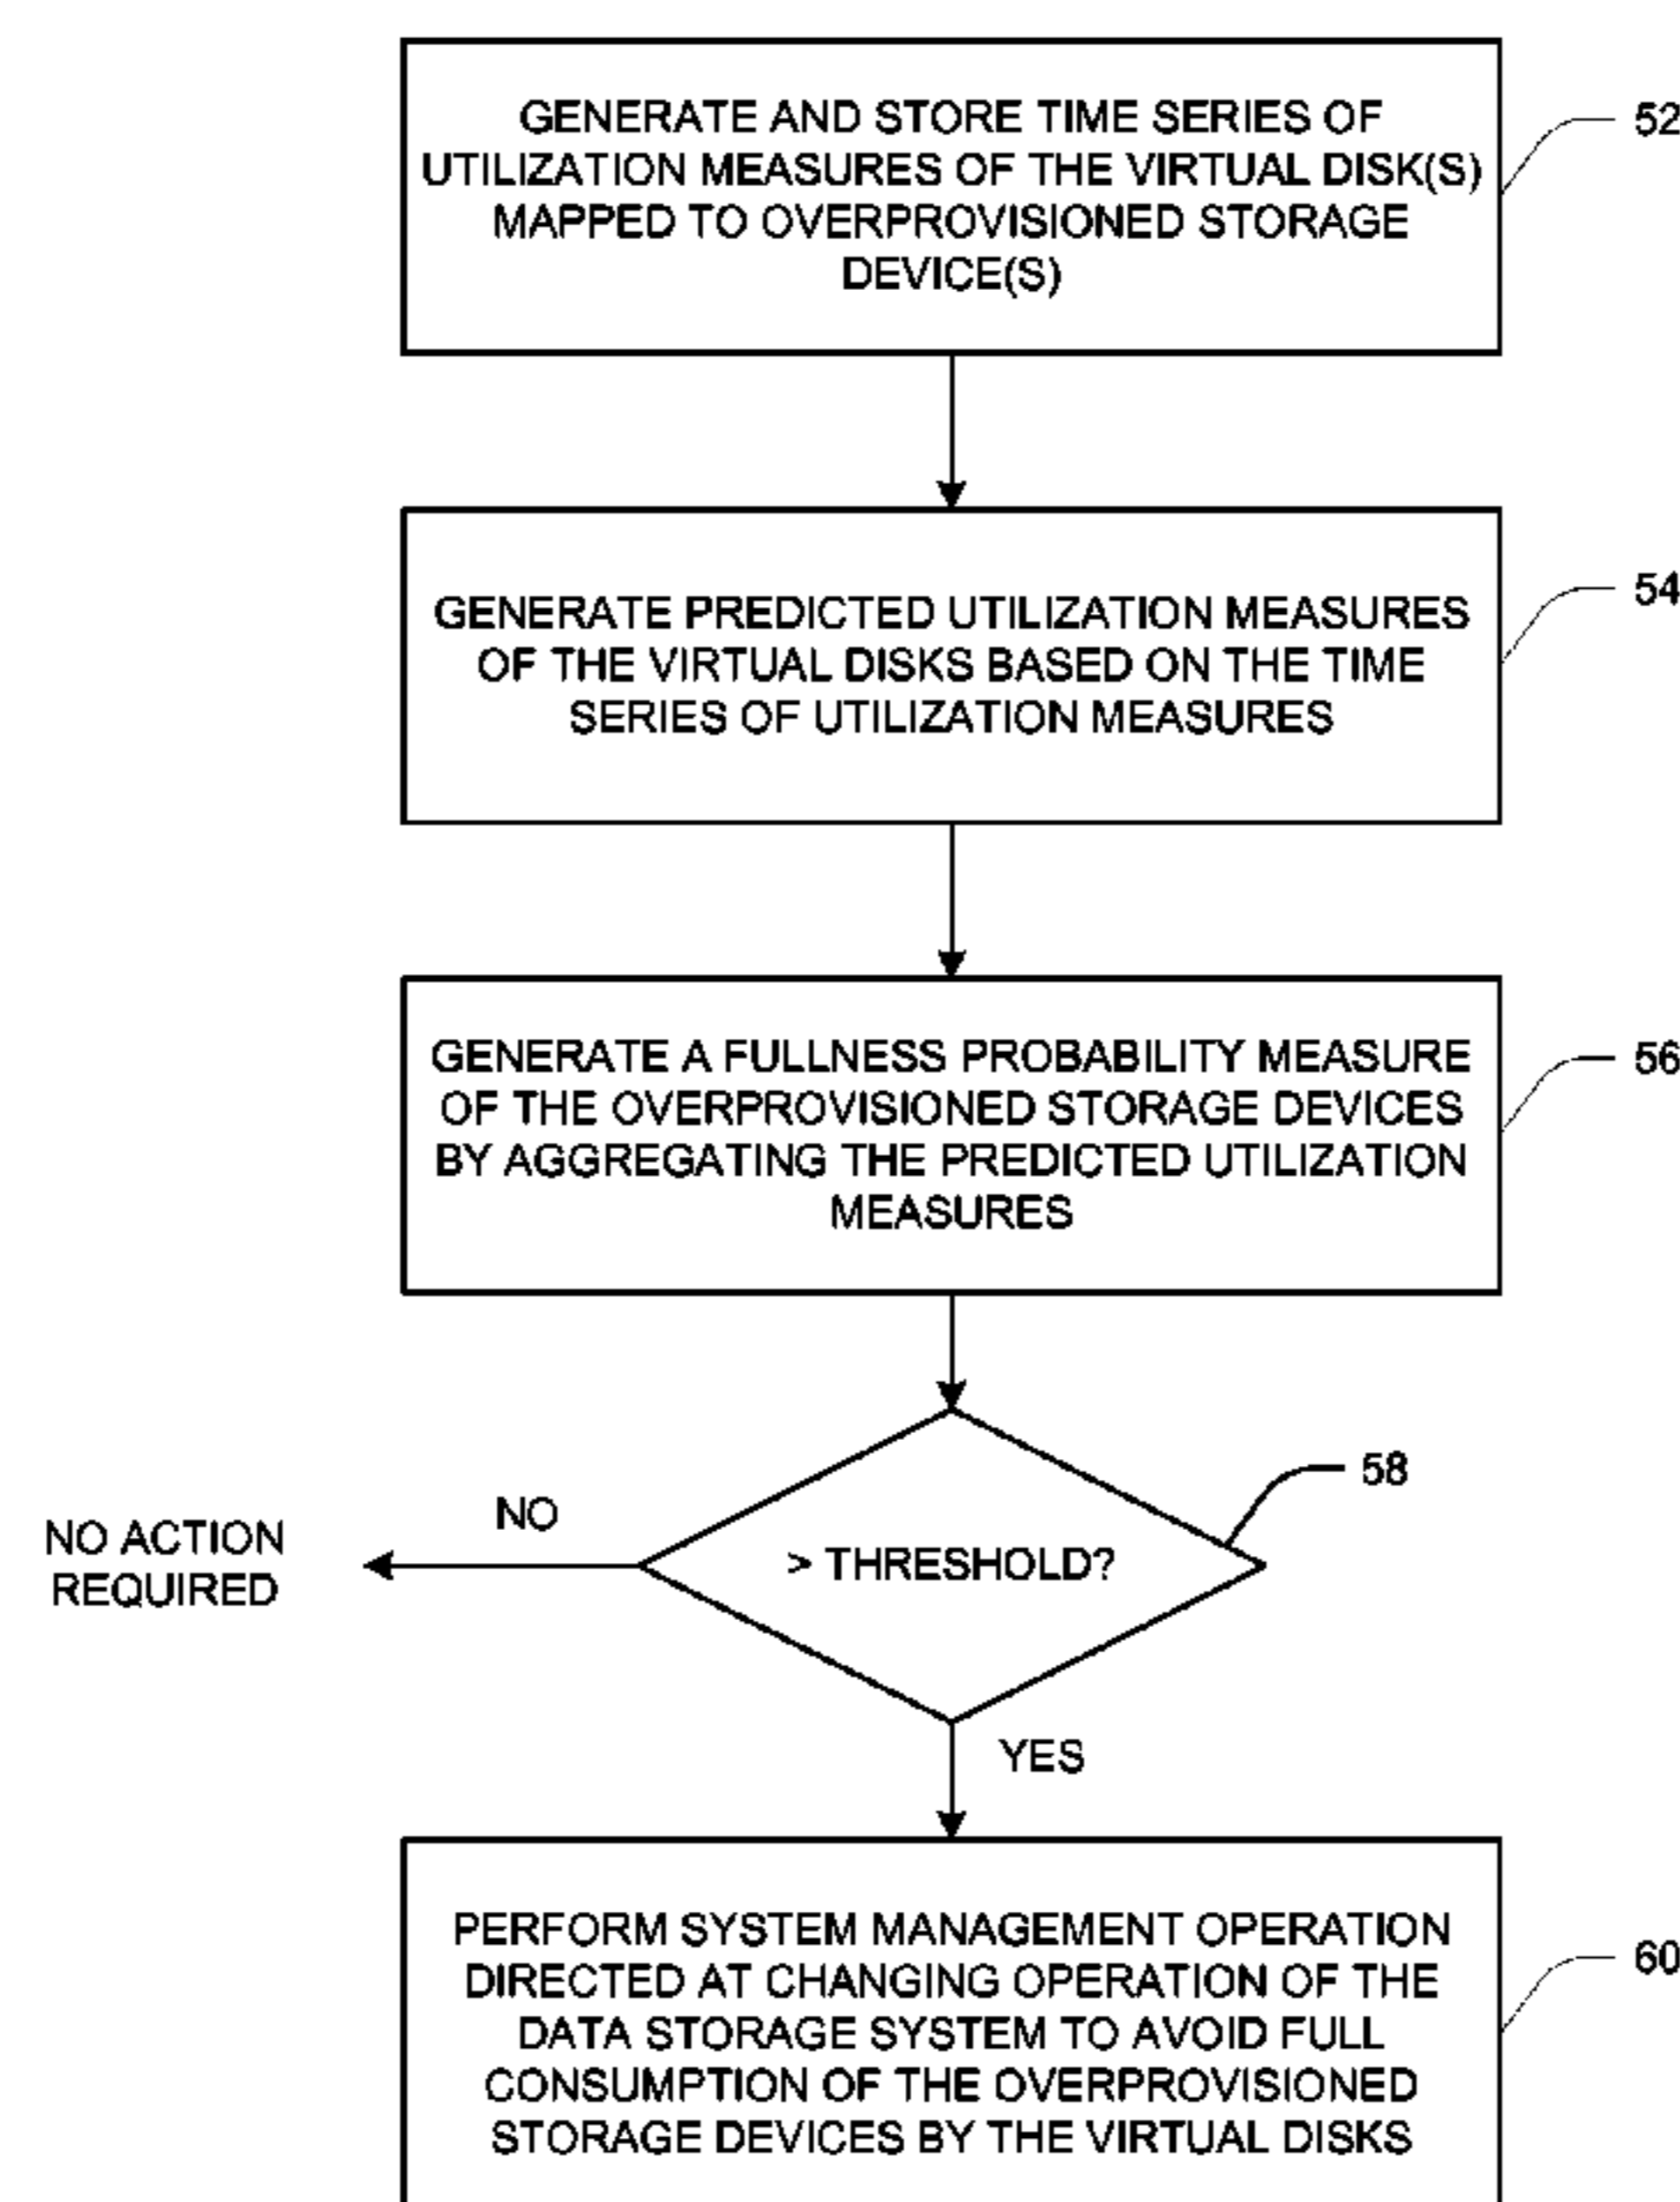 GENERATE AND STORE TIME SERIES OF
UTILIZATION MEASURES OF THE VIRTUAL DISK(S)
MAPPED TO OVERPROVISIONED STORAGE
DEVICE(S)
52
GENERATE PREDICTED UTILIZATION MEASURES
OF THE VIRTUAL DISKS BASED ON THE TIME
SERIES OF UTILIZATION MEASURES
54
GENERATE A FULLNESS PROBABILITY MEASURE
OF THE OVERPROVISIONED STORAGE DEVICES
BY AGGREGATING THE PREDICTED UTILIZATION
MEASURES
56
58
NO
NO ACTION
REQUIRED
> THRESHOLD?
YES
PERFORM SYSTEM MANAGEMENT OPERATION
DIRECTED AT CHANGING OPERATION OF THE
DATA STORAGE SYSTEM TO AVOID FULL
CONSUMPTION OF THE OVERPROVISIONED
STORAGE DEVICES BY THE VIRTUAL DISKS
60